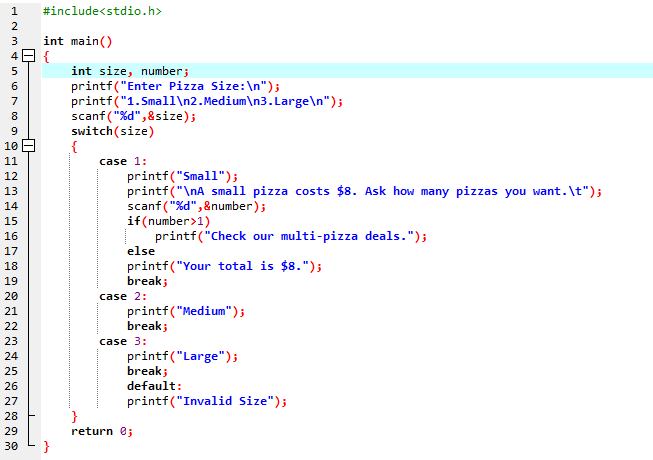 1 #include<stdio.h>
2
3 int main()
4 {
5 int size, number;
6 printf("Enter Pizza Size:\n");
7 printf("1.Small\n2.Medium\n3.Large\n");
8 scanf("%d",&size);
9 switch(size)
10 {
11 case 1:
12 printf("Small");
13 printf("\nA small pizza costs $8. Ask how many pizzas you want.\t");
14 scanf("%d",&number);
15 if(number>1)
16 printf("Check our multi-pizza deals.");
17 else
18 printf("Your total is $8.");
19 break;
20 case 2:
21 printf("Medium");
22 break;
23 case 3:
24 printf("Large");
25 break;
26 default:
27 printf("Invalid Size");
28 }
29 return 0;
30 }